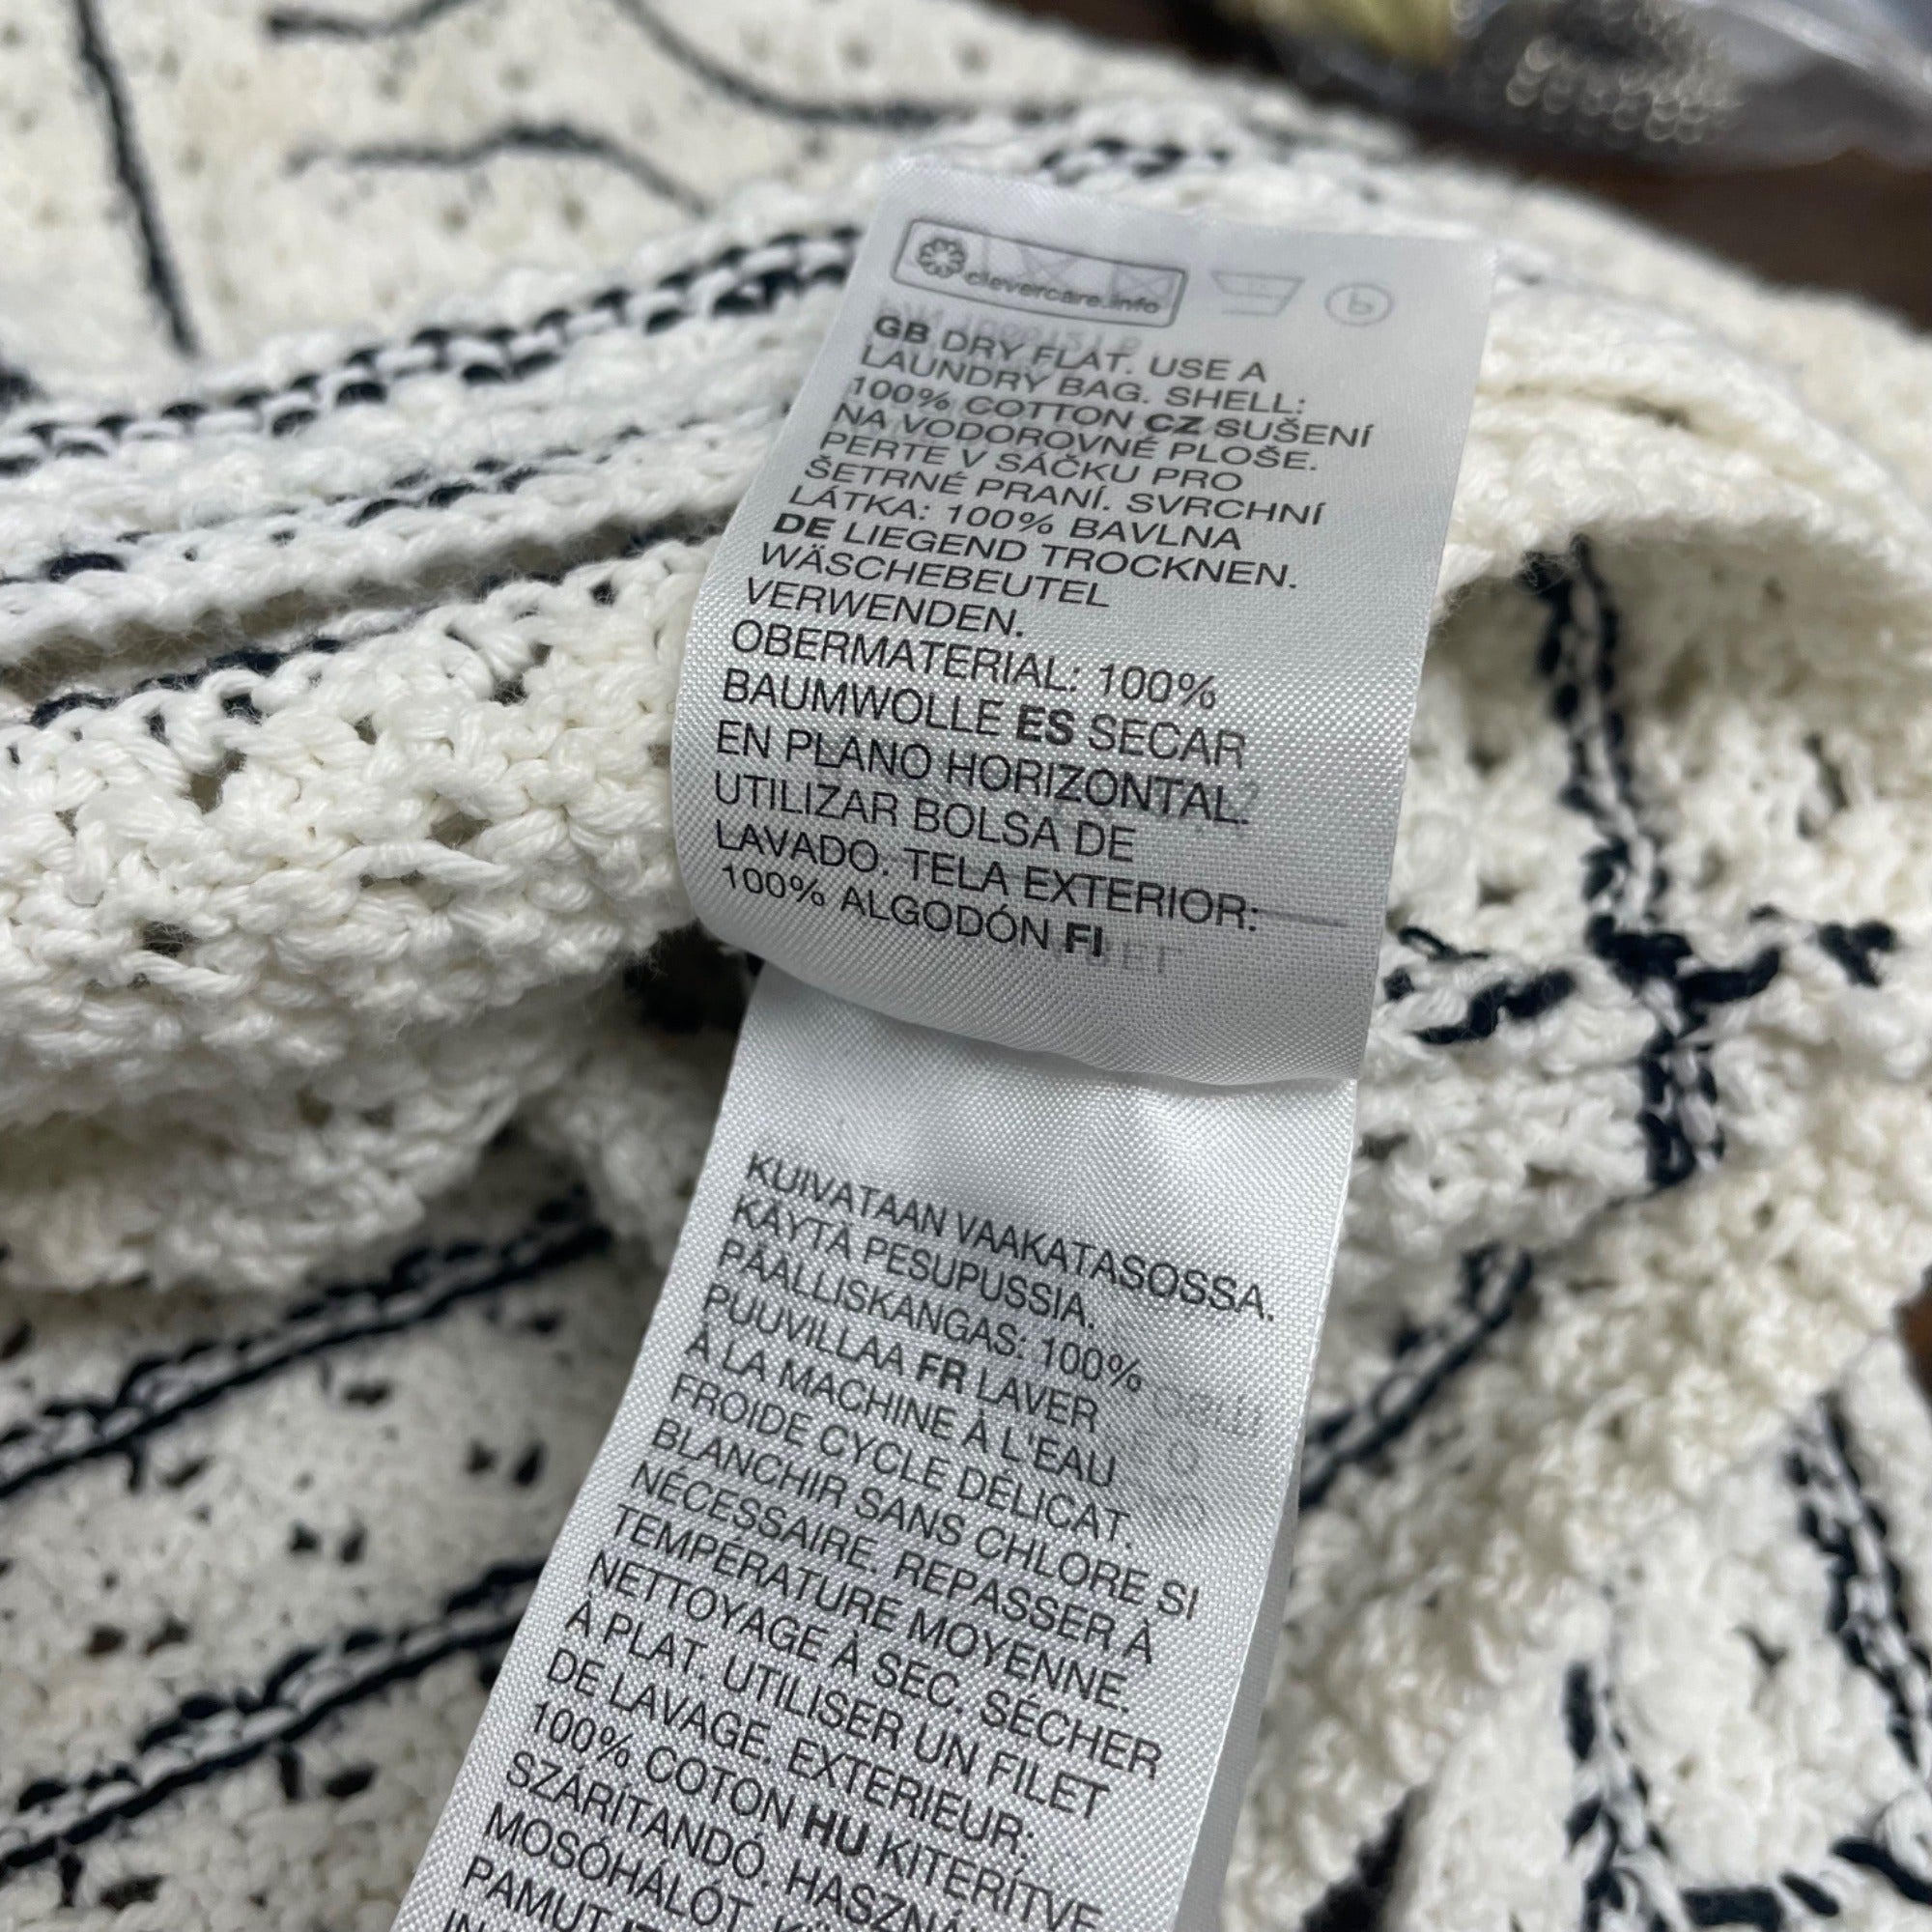 clevercare.info
GB DRY FLAT. USE A
LAUNDRY BAG. SHELL:
100% COTTON CZ SUŠENÍ
NA VODOROVNÉ PLOŠE.
PERTE V SÁČKU PRO
ŠETRNÉ PRANÍ. SVRCHNÍ
LÁTKA: 100% BAVLNA
DE LIEGEND TROCKNEN.
WÄSCHEBEUTEL
VERWENDEN.
OBERMATERIAL: 100%
BAUMWOLLE ES SECAR
EN PLANO HORIZONTAL.
UTILIZAR BOLSA DE
LAVADO. TELA EXTERIOR:
100% ALGODÓN FI
KUIVATAAN VAAKATASOSSA.
KÄYTÄ PESUPUSSIA.
PÄÄLLISKANGAS: 100%
PUUVILLAA FR LAVER
À LA MACHINE À L'EAU
FROIDE CYCLE DÉLICAT.
BLANCHIR SANS CHLORE SI
NÉCESSAIRE. REPASSER À
TEMPÉRATURE MOYENNE.
NETTOYAGE À SEC. SÉCHER
À PLAT. UTILISER UN FILET
DE LAVAGE. EXTERIEUR:
100% COTON HU KITERÍTVE
SZÁRÍTANDÓ. HASZNÁ
MOSÓHÁLÓT. 
PAMUT